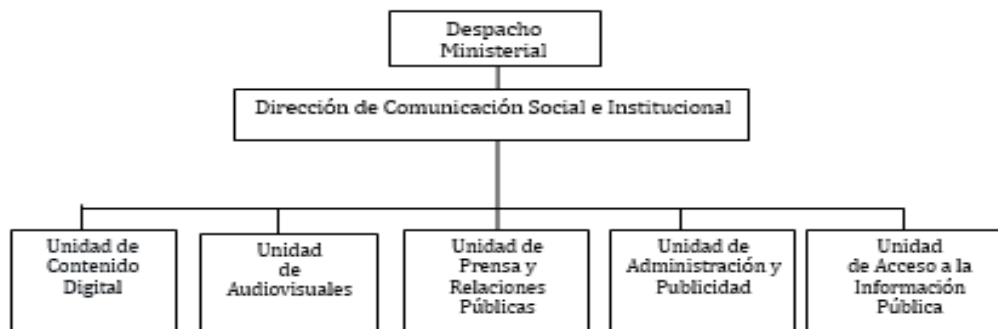 Despacho
Ministerial
Dirección de Comunicación Social e Institucional
Unidad de
Contenido
Digital
Unidad
de
Audiovisuales
Unidad de
Prensa y
Relaciones
Públicas
Unidad de
Administración y
Publicidad
Unidad
de Acceso a la
Información
Pública